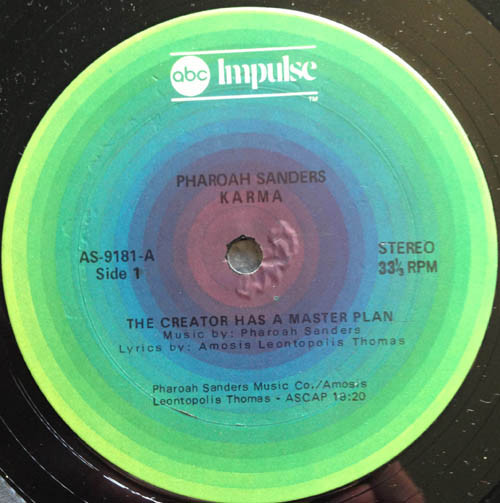 abc Impulse
TM
PHAROAH SANDERS
KARMA
AS-9181-A
Side 1
STEREO
33⅓ RPM
THE CREATOR HAS A MASTER PLAN
Music by: Pharoah Sanders
Lyrics by: Amosis Leontopolis Thomas
Pharoah Sanders Music Co./Amosis
Leontopolis Thomas - ASCAP 18:20